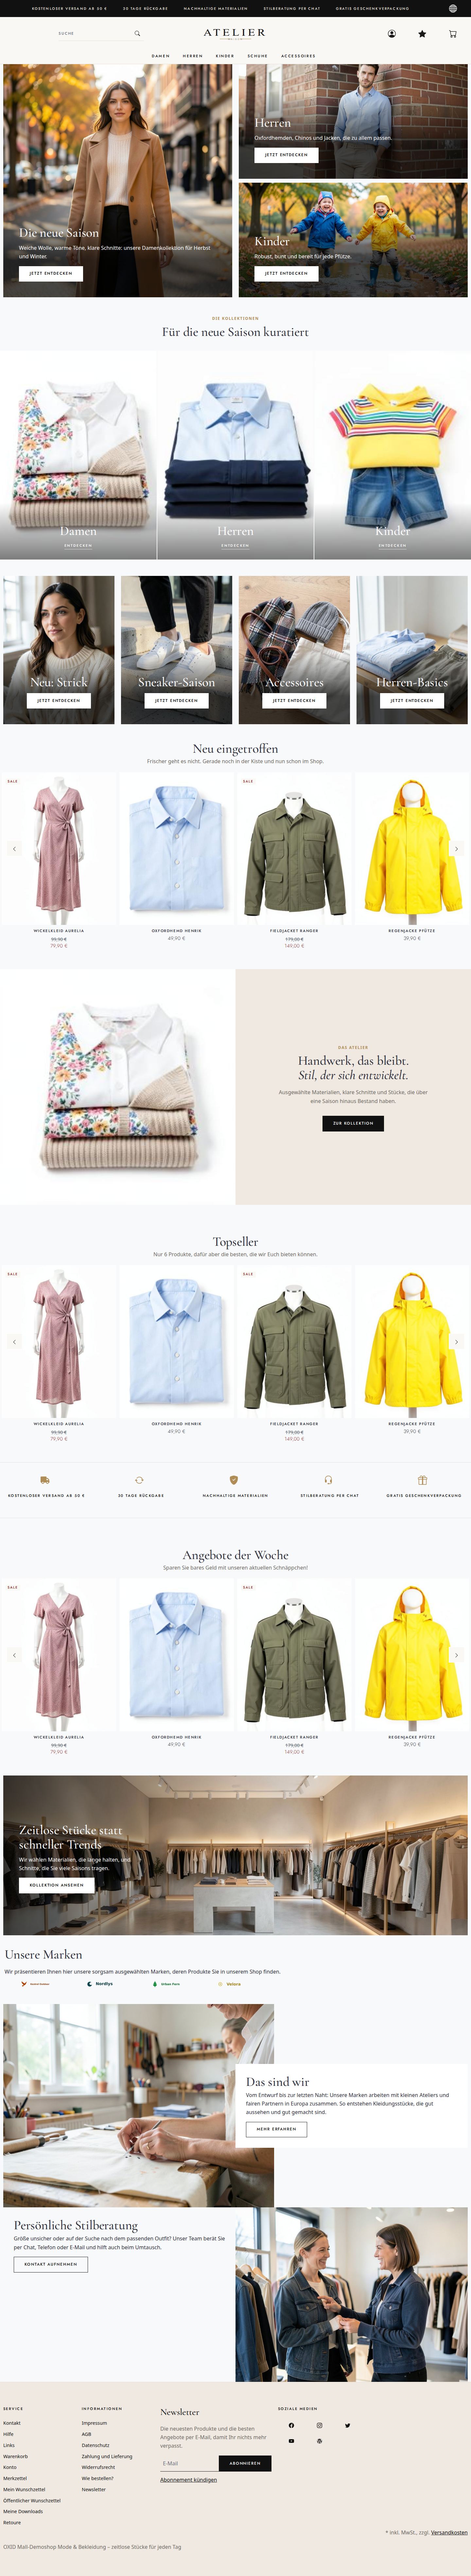 KOSTENLOSER VERSAND AB 50 €
30 TAGE RÜCKGABE
NACHHALTIGE MATERIALIEN
STILBERATUNG PER CHAT
GRATIS GESCHENKVERPACKUNG
SUCHE
ATELIER
DAMEN
HERREN
KINDER
SCHUHE
ACCESSOIRES
Die neue Saison
Weiche Wolle, warme Töne, klare Schnitte: unsere Damenkollektion für Herbst
und Winter.
JETZT ENTDECKEN
Herren
Oxfordhemden, Chinos und Jacken, die zu allem passen.
JETZT ENTDECKEN
Kinder
Robust, bunt und bereit für jede Pfütze.
JETZT ENTDECKEN
DIE KOLLEKTIONEN
Für die neue Saison kuratiert
Damen
ENTDECKEN
Herren
ENTDECKEN
Kinder
ENTDECKEN
Neu: Strick
JETZT ENTDECKEN
Sneaker-Saison
JETZT ENTDECKEN
Accessoires
JETZT ENTDECKEN
Herren-Basics
JETZT ENTDECKEN
Neu eingetroffen
Frischer geht es nicht. Gerade noch in der Kiste und nun schon im Shop.
SALE
WICKELKLEID AURELIA
99,90 €
79,90 €
OXFORDHEMD HENRIK
49,90 €
SALE
FIELDJACKET RANGER
179,00 €
149,00 €
REGENJACKE PFÜTZE
39,90 €
DAS ATELIER
Handwerk, das bleibt.
Stil, der sich entwickelt.
Ausgewählte Materialien, klare Schnitte und Stücke, die über
eine Saison hinaus Bestand haben.
ZUR KOLLEKTION
Topseller
Nur 6 Produkte, dafür aber die besten, die wir Euch bieten können.
SALE
WICKELKLEID AURELIA
99,90 €
79,90 €
OXFORDHEMD HENRIK
49,90 €
SALE
FIELDJACKET RANGER
179,00 €
149,00 €
REGENJACKE PFÜTZE
39,90 €
KOSTENLOSER VERSAND AB 50 €
30 TAGE RÜCKGABE
NACHHALTIGE MATERIALIEN
STILBERATUNG PER CHAT
GRATIS GESCHENKVERPACKUNG
Angebote der Woche
Sparen Sie bares Geld mit unseren aktuellen Schnäppchen!
SALE
WICKELKLEID AURELIA
99,90 €
79,90 €
OXFORDHEMD HENRIK
49,90 €
SALE
FIELDJACKET RANGER
179,00 €
149,00 €
REGENJACKE PFÜTZE
39,90 €
Zeitlose Stücke statt
schneller Trends
Wir wählen Materialien, die lange halten, und
Schnitte, die Sie viele Saisons tragen.
KOLLEKTION ANSEHEN
Unsere Marken
Wir präsentieren Ihnen hier unsere sorgsam ausgewählten Marken, deren Produkte Sie in unserem Shop finden.
Nordlys
Urban Fern
Velora
Das sind wir
Vom Entwurf bis zur letzten Naht: Unsere Marken arbeiten mit kleinen Ateliers und
fairen Partnern in Europa zusammen. So entstehen Kleidungsstücke, die gut
aussehen und gut gemacht sind.
MEHR ERFAHREN
Persönliche Stilberatung
Größe unsicher oder auf der Suche nach dem passenden Outfit? Unser Team berät Sie
per Chat, Telefon oder E-Mail und hilft auch beim Umtausch.
KONTAKT AUFNEHMEN
SERVICE
Kontakt
Hilfe
Links
Warenkorb
Konto
Merkzettel
Mein Wunschzettel
Öffentlicher Wunschzettel
Meine Downloads
Retoure
INFORMATIONEN
Impressum
AGB
Datenschutz
Zahlung und Lieferung
Widerrufsrecht
Wie bestellen?
Newsletter
Newsletter
Die neuesten Produkte und die besten
Angebote per E-Mail, damit Ihr nichts mehr
verpasst.
E-Mail
ABONNIEREN
Abonnement kündigen
SOZIALE MEDIEN
* inkl. MwSt., zzgl. Versandkosten
OXID Mall-Demoshop Mode & Bekleidung – zeitlose Stücke für jeden Tag